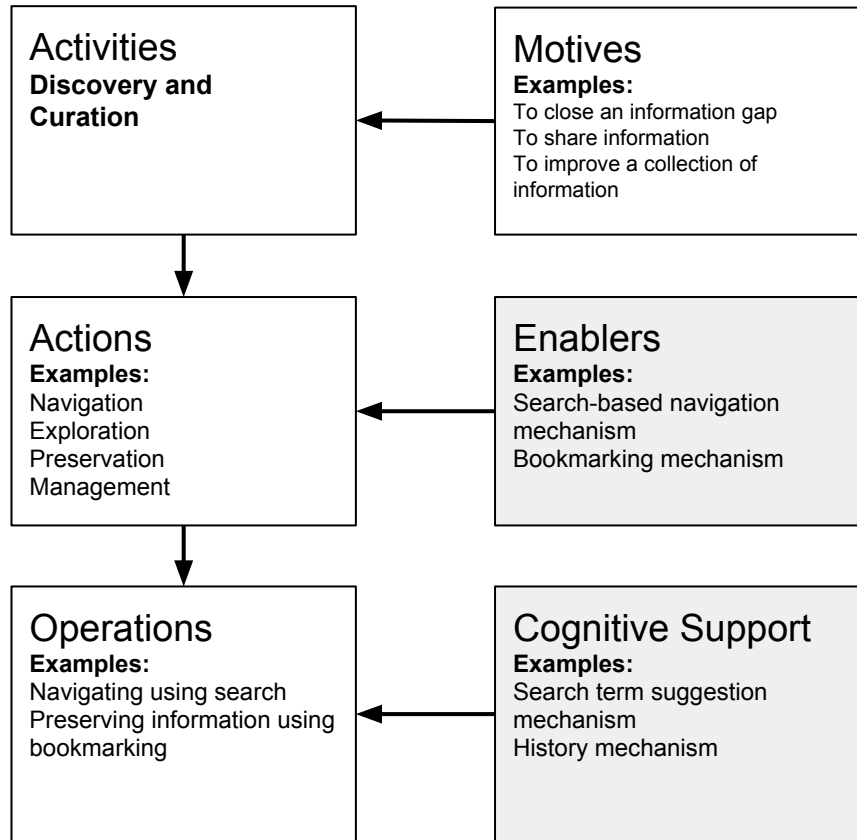 Activities
Discovery and
Curation
Motives
Examples:
To close an information gap
To share information
To improve a collection of
information
Actions
Examples:
Navigation
Exploration
Preservation
Management
Enablers
Examples:
Search-based navigation
mechanism
Bookmarking mechanism
Operations
Examples:
Navigating using search
Preserving information using
bookmarking
Cognitive Support
Examples:
Search term suggestion
mechanism
History mechanism